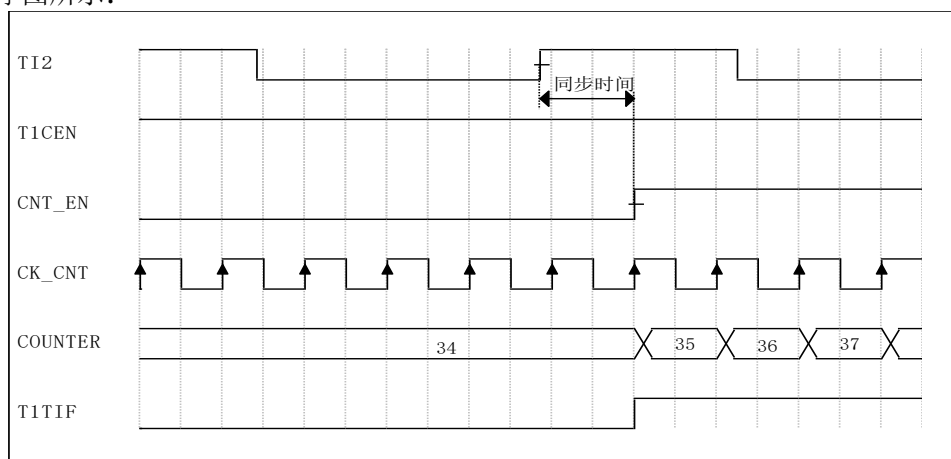 TI2
同步时间
T1CEN
CNT_EN
CK_CNT
COUNTER
34
35
36
37
T1TIF